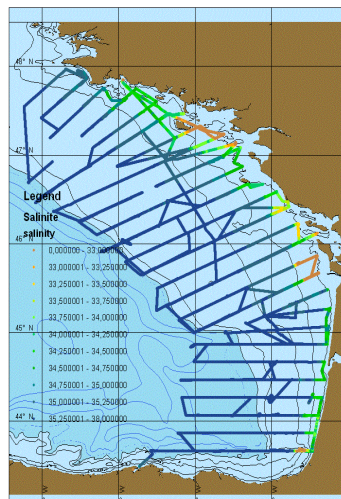 48° N
47° N
Legend
Salinite
salinity
46° N
0,000000 - 33,000000
33,000001 - 33,250000
33,250001 - 33,500000
33,500001 - 33,750000
33,750001 - 34,000000
34,000001 - 34,250000
34,250001 - 34,500000
45° N
34,500001 - 34,750000
34,750001 - 35,000000
35,000001 - 35,250000
35,250001 - 38,000000
44° N